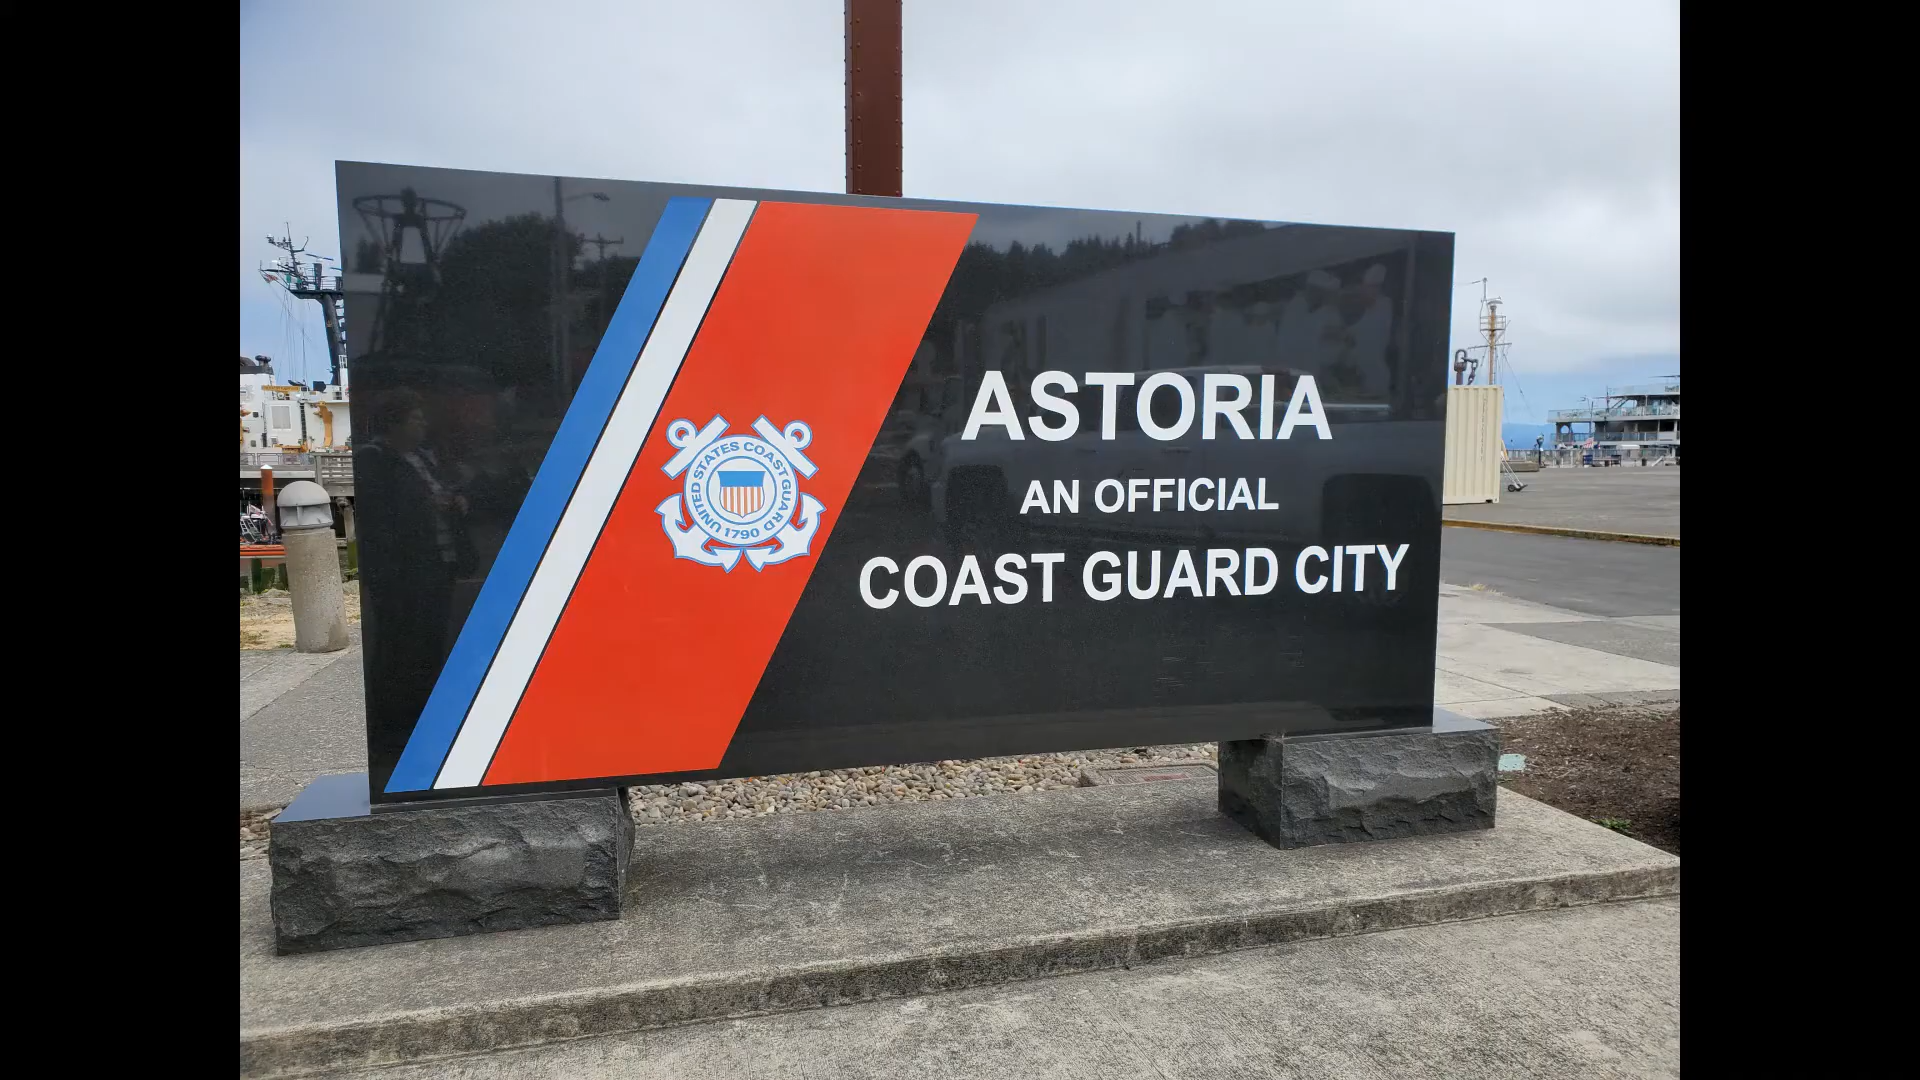 ASTORIA
AN OFFICIAL
COAST GUARD CITY
UNITED STATES COAST GUARD
1790